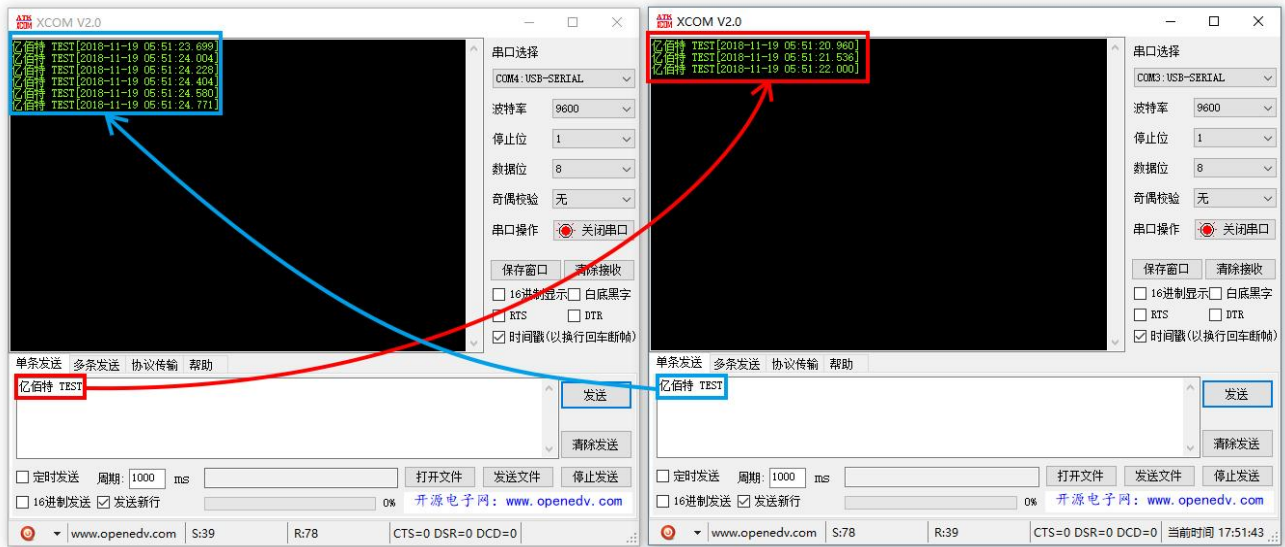 ATK
XCOM
XCOM V2.0
亿佰特 TEST[2018-11-19 05:51:23.699]
亿佰特 TEST[2018-11-19 05:51:24.004]
亿佰特 TEST[2018-11-19 05:51:24.228]
亿佰特 TEST[2018-11-19 05:51:24.404]
亿佰特 TEST[2018-11-19 05:51:24.580]
亿佰特 TEST[2018-11-19 05:51:24.771]
串口选择
COM4:USB-SERIAL
波特率 9600
停止位 1
数据位 8
奇偶校验 无
串口操作 关闭串口
保存窗口 清除接收
16进制显示 白底黑字
RTS DTR
时间戳(以换行回车断帧)
单条发送 多条发送 协议传输 帮助
亿佰特 TEST
发送
清除发送
定时发送 周期: 1000 ms 打开文件 发送文件 停止发送
16进制发送 发送新行 0% 开源电子网: www.openedv.com
www.openedv.com S:39 R:78 CTS=0 DSR=0 DCD=0
ATK
XCOM
XCOM V2.0
亿佰特 TEST[2018-11-19 05:51:20.960]
亿佰特 TEST[2018-11-19 05:51:21.536]
亿佰特 TEST[2018-11-19 05:51:22.000]
串口选择
COM3:USB-SERIAL
波特率 9600
停止位 1
数据位 8
奇偶校验 无
串口操作 关闭串口
保存窗口 清除接收
16进制显示 白底黑字
RTS DTR
时间戳(以换行回车断帧)
单条发送 多条发送 协议传输 帮助
亿佰特 TEST
发送
清除发送
定时发送 周期: 1000 ms 打开文件 发送文件 停止发送
16进制发送 发送新行 0% 开源电子网: www.openedv.com
www.openedv.com S:78 R:39 CTS=0 DSR=0 DCD=0 当前时间 17:51:43